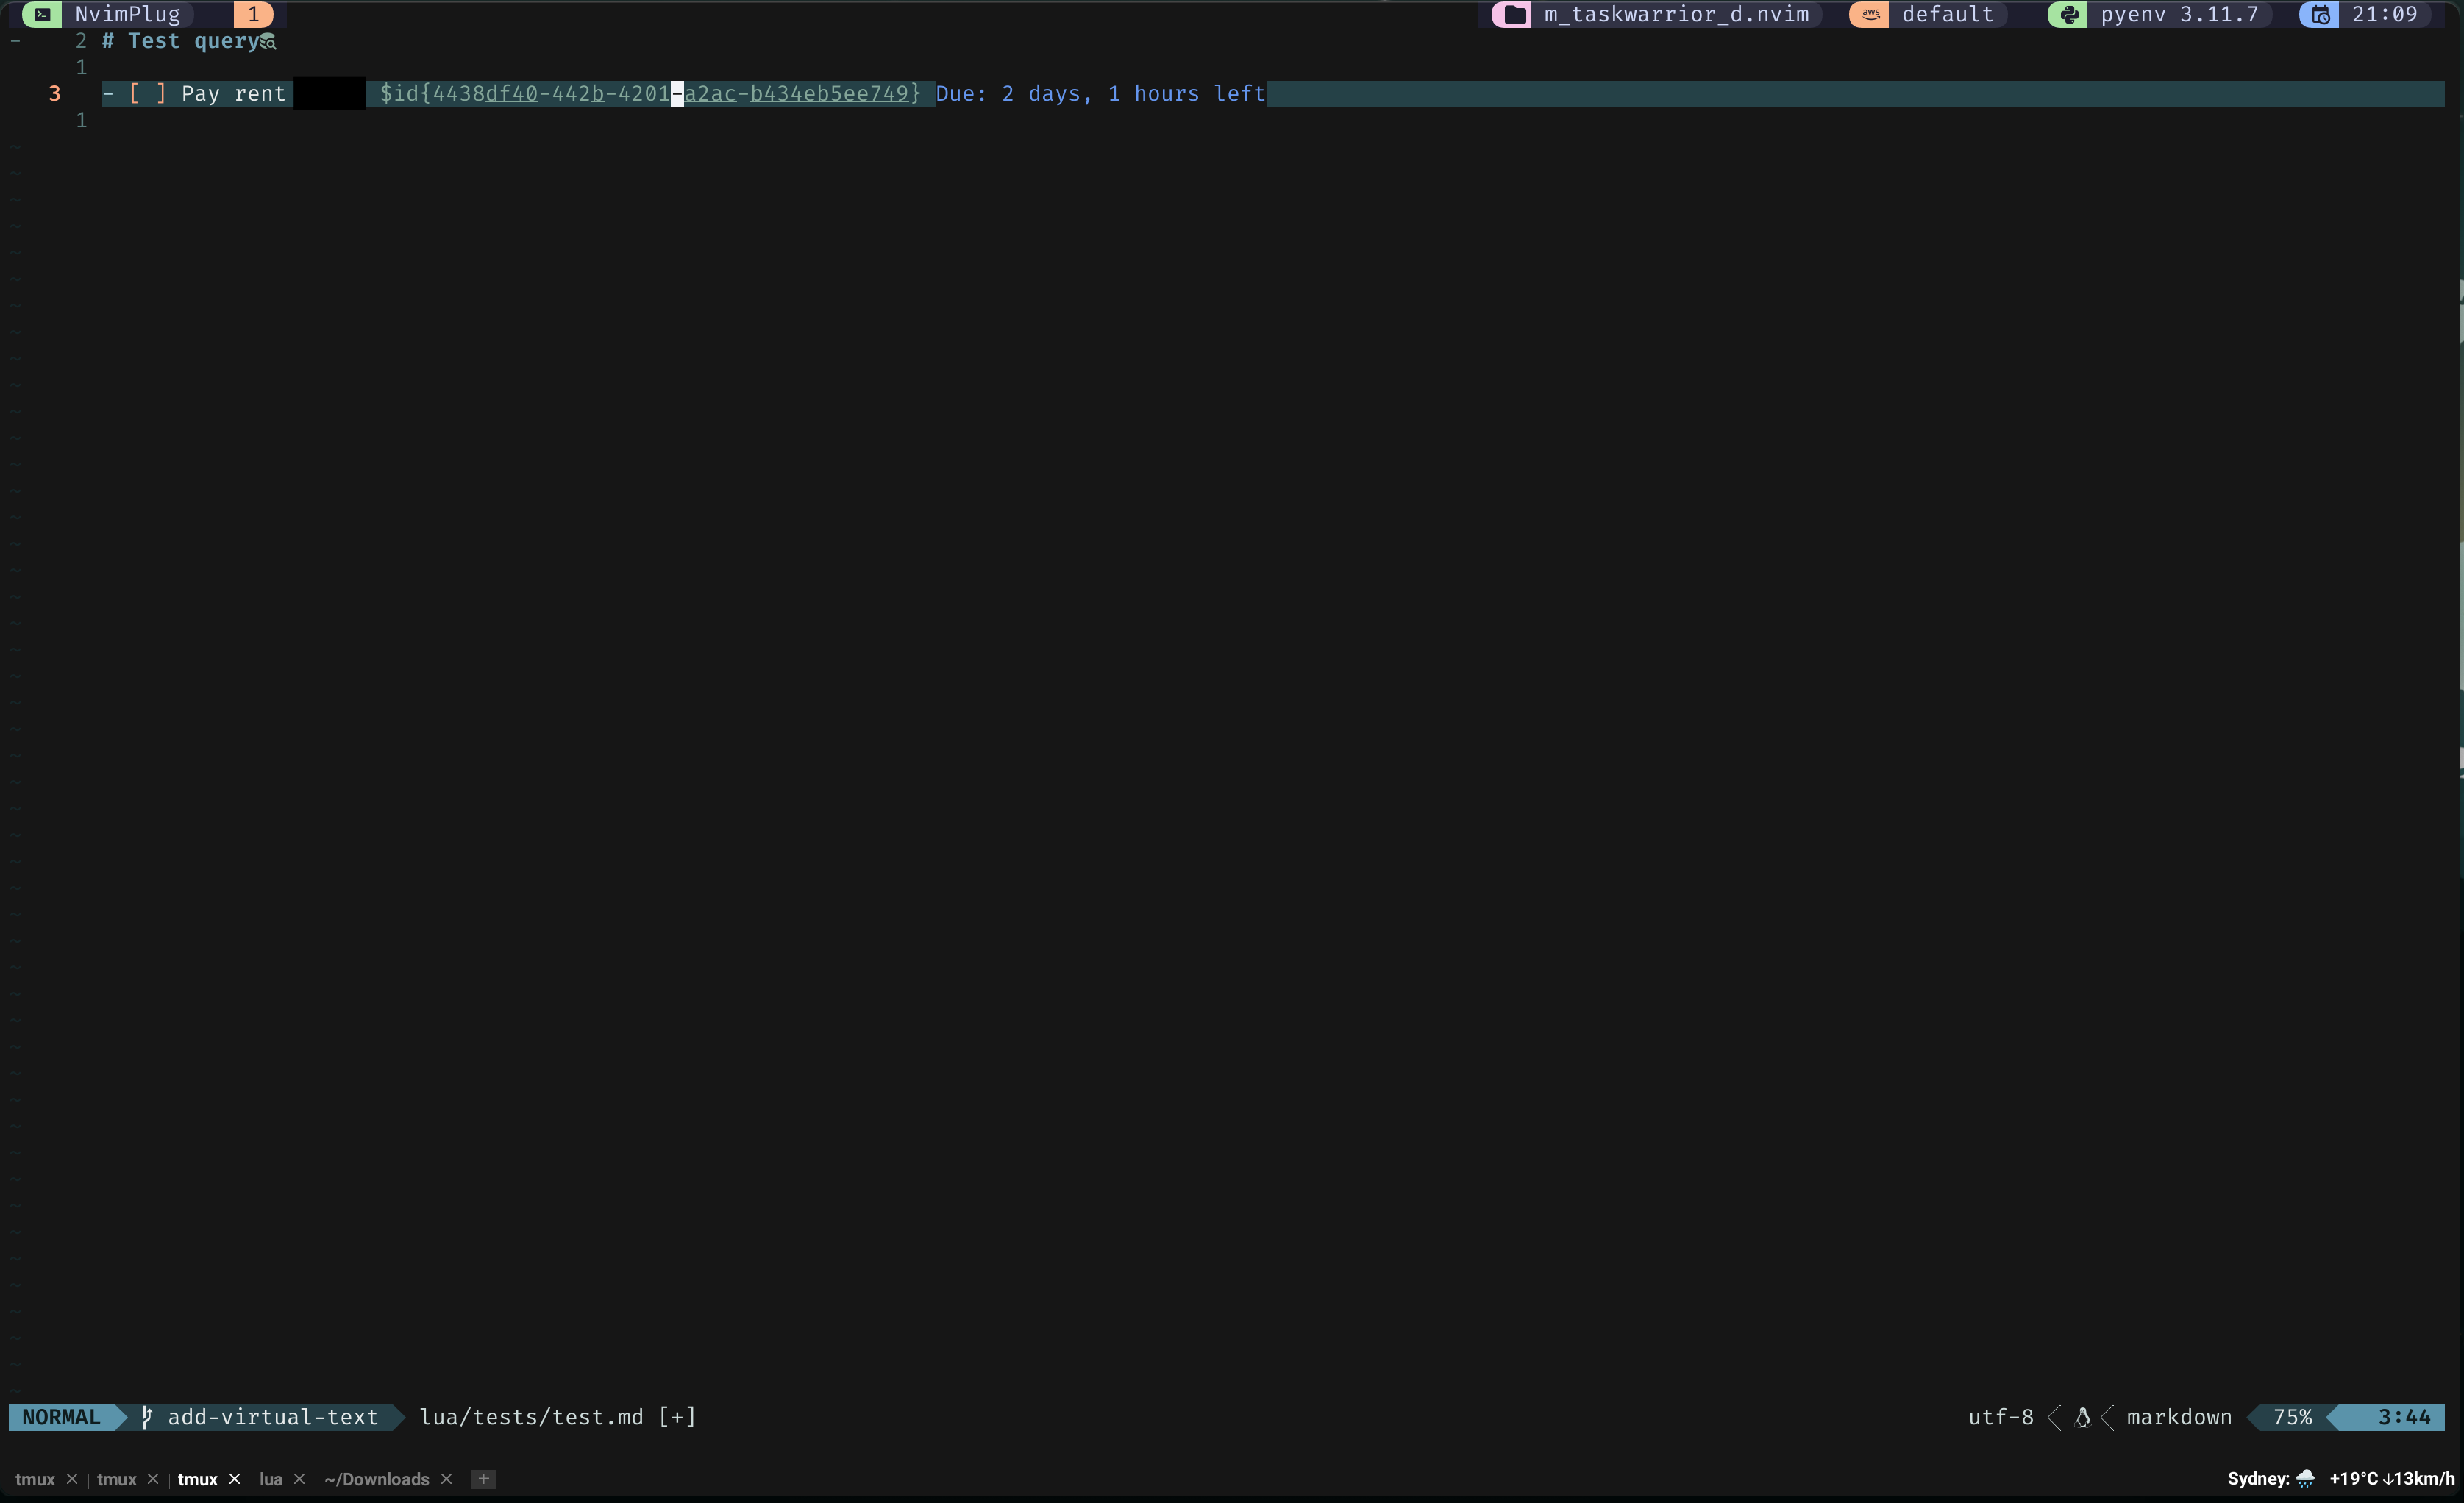 NvimPlug 1 m_taskwarrior_d.nvim aws default pyenv 3.11.7 21:09
2 # Test query
1
3 - [ ] Pay rent $id{4438df40-442b-4201-a2ac-b434eb5ee749} Due: 2 days, 1 hours left
1
NORMAL add-virtual-text lua/tests/test.md [+] utf-8 markdown 75% 3:44
tmux × | tmux × | tmux × lua × | ~/Downloads × | + Sydney: +19°C ↓13km/h